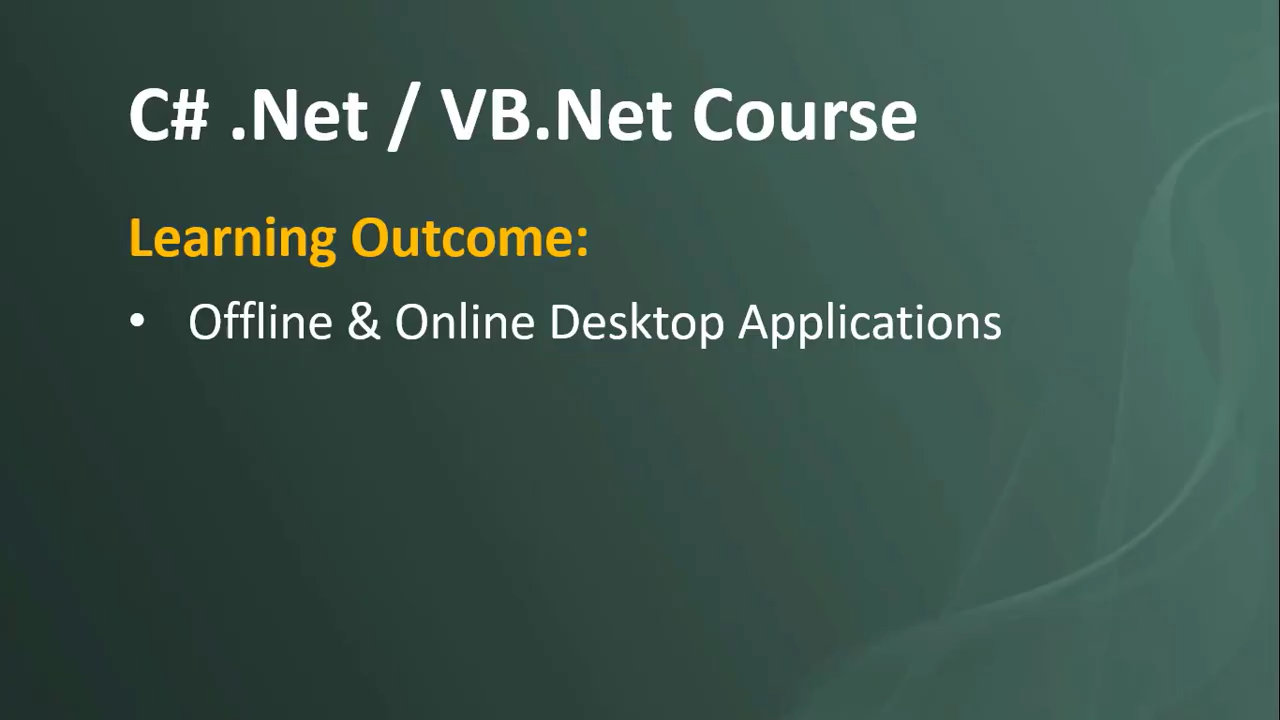 C# .Net / VB.Net Course
Learning Outcome:
• Offline & Online Desktop Applications